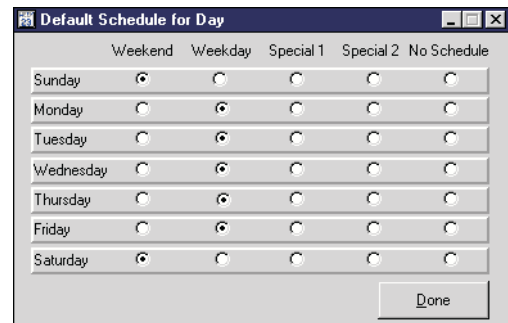 Default Schedule for Day
Weekend Weekday Special 1 Special 2 No Schedule
Sunday
Monday
Tuesday
Wednesday
Thursday
Friday
Saturday
Done